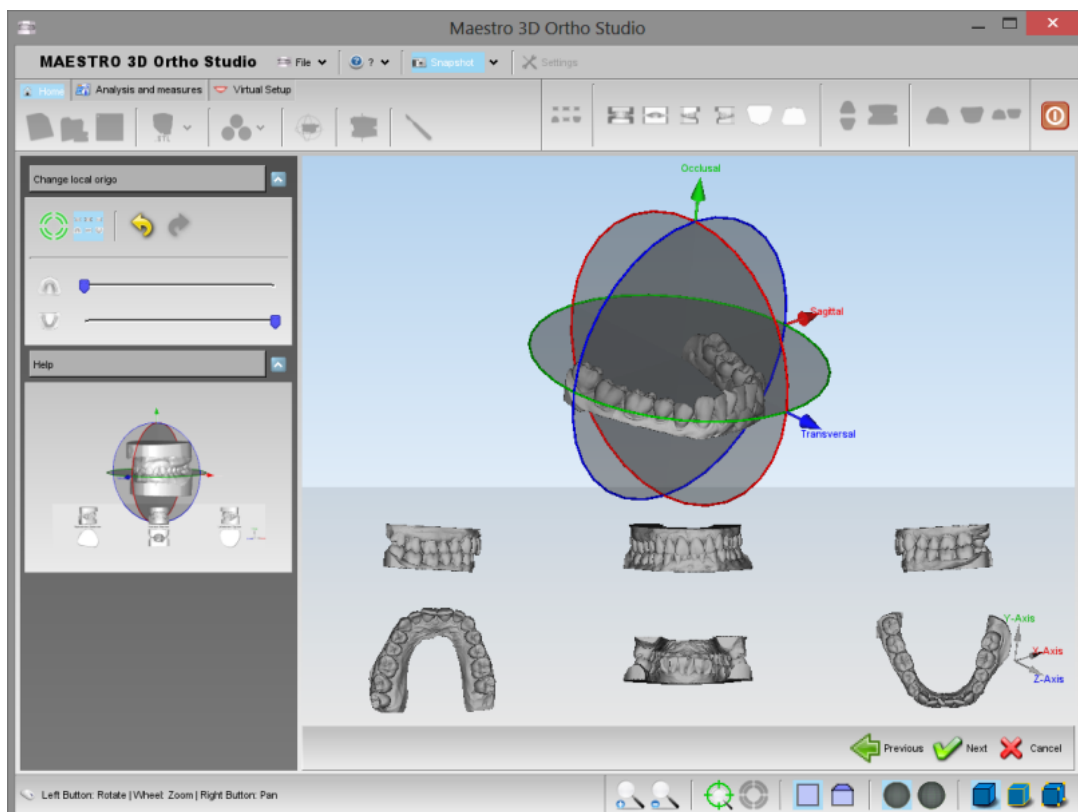 Maestro 3D Ortho Studio
MAESTRO 3D Ortho Studio File ? Snapshot Settings
Home Analysis and measures Virtual Setup
.STL
Change local origo
Help
Occlusal
Sagittal
Transversal
Y-Axis
X-Axis
Z-Axis
Previous Next Cancel
Left Button: Rotate | Wheel: Zoom | Right Button: Pan